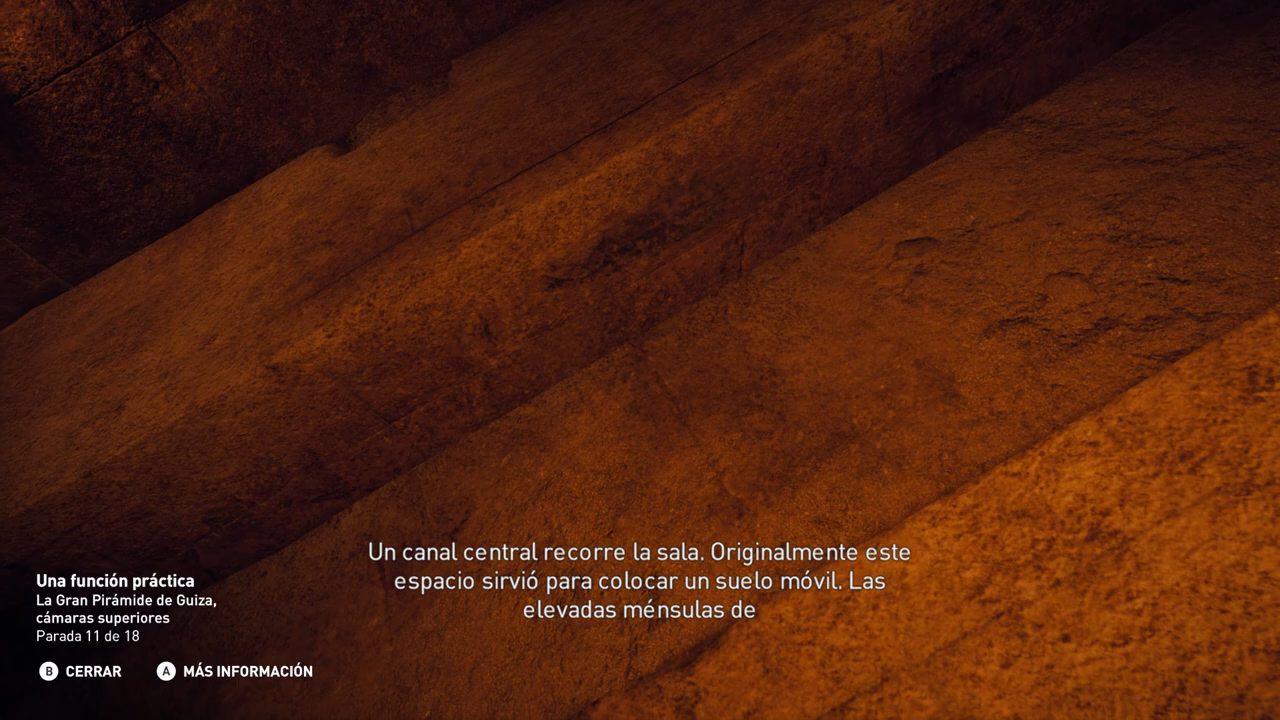 Un canal central recorre la sala. Originalmente este
espacio sirvió para colocar un suelo móvil. Las
elevadas ménsulas de
Una función práctica
La Gran Pirámide de Guiza,
cámaras superiores
Parada 11 de 18
B CERRAR A MÁS INFORMACIÓN